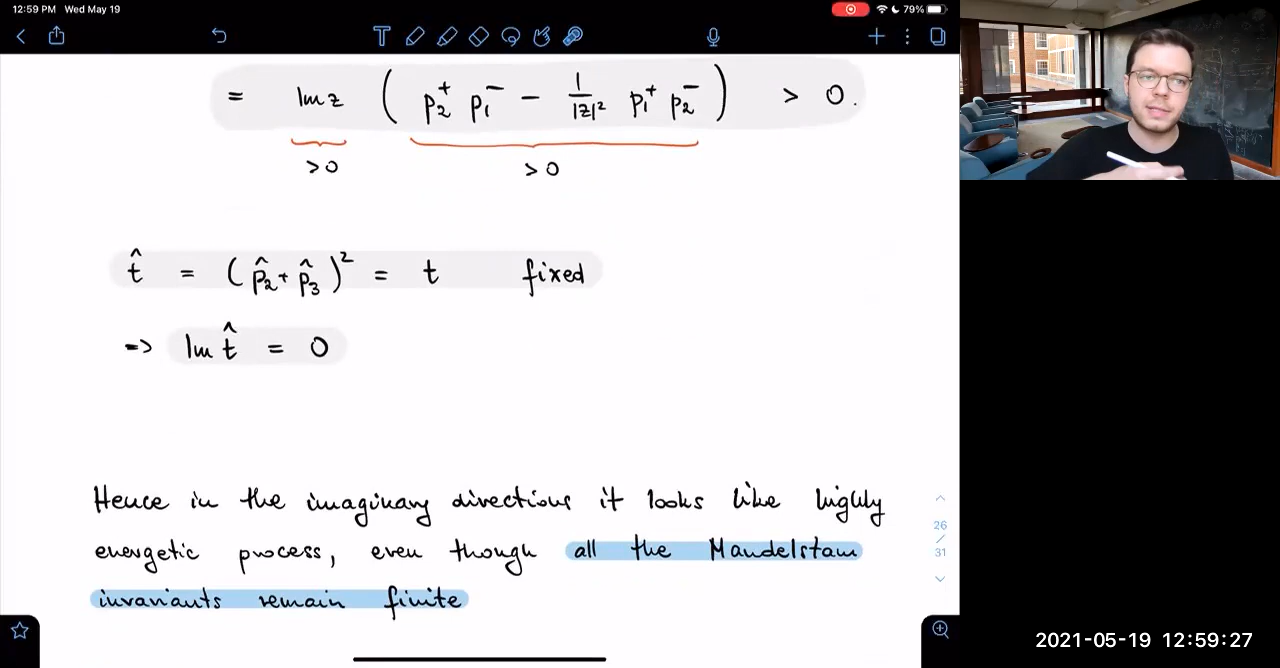 12:59 PM Wed May 19
79%
= Im z ( p₂⁺ p₁⁻ − 1/|z|² p₁⁺ p₂⁻ ) > 0.
> 0 > 0
t̂ = (p̂₂ + p̂₃)² = t fixed
=> Im t̂ = 0
Hence in the imaginary directions it looks like highly
energetic process, even though all the Mandelstam
invariants remain finite
26
/
31
2021-05-19 12:59:27